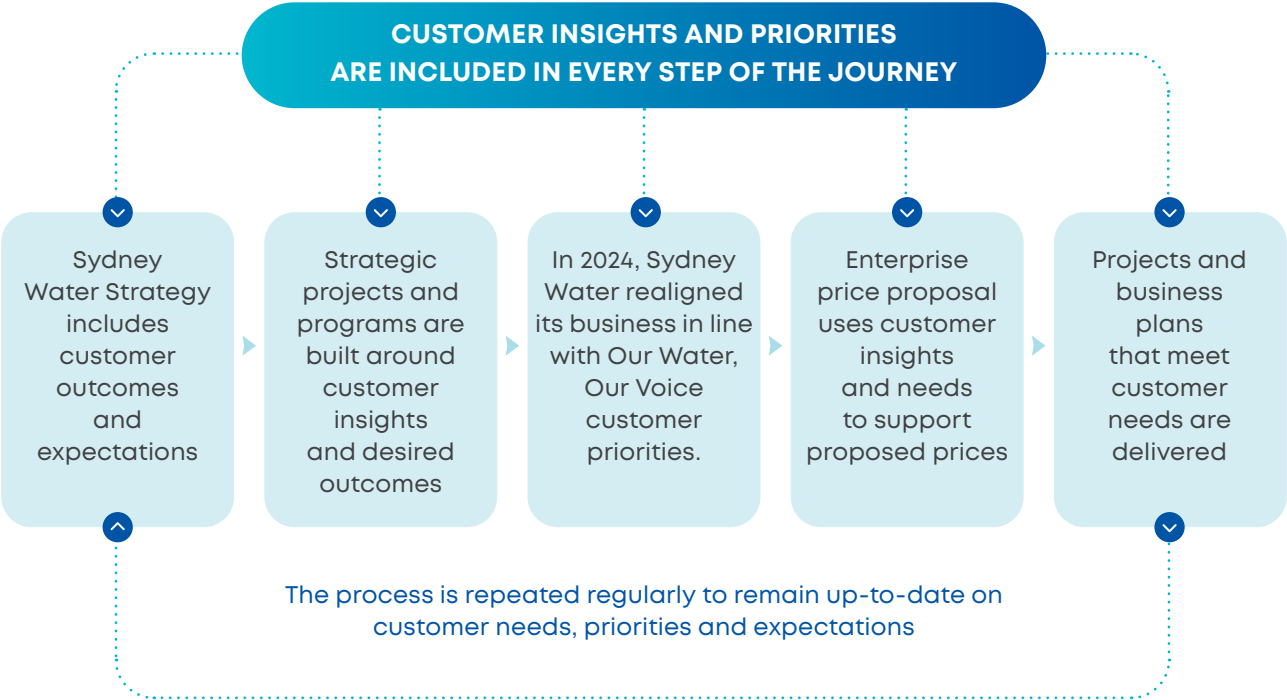 CUSTOMER INSIGHTS AND PRIORITIES
ARE INCLUDED IN EVERY STEP OF THE JOURNEY
Sydney
Water Strategy
includes
customer
outcomes
and
expectations
Strategic
projects and
programs are
built around
customer
insights
and desired
outcomes
In 2024, Sydney
Water realigned
its business in line
with Our Water,
Our Voice
customer
priorities.
Enterprise
price proposal
uses customer
insights
and needs
to support
proposed prices
Projects and
business
plans
that meet
customer
needs are
delivered
The process is repeated regularly to remain up-to-date on
customer needs, priorities and expectations